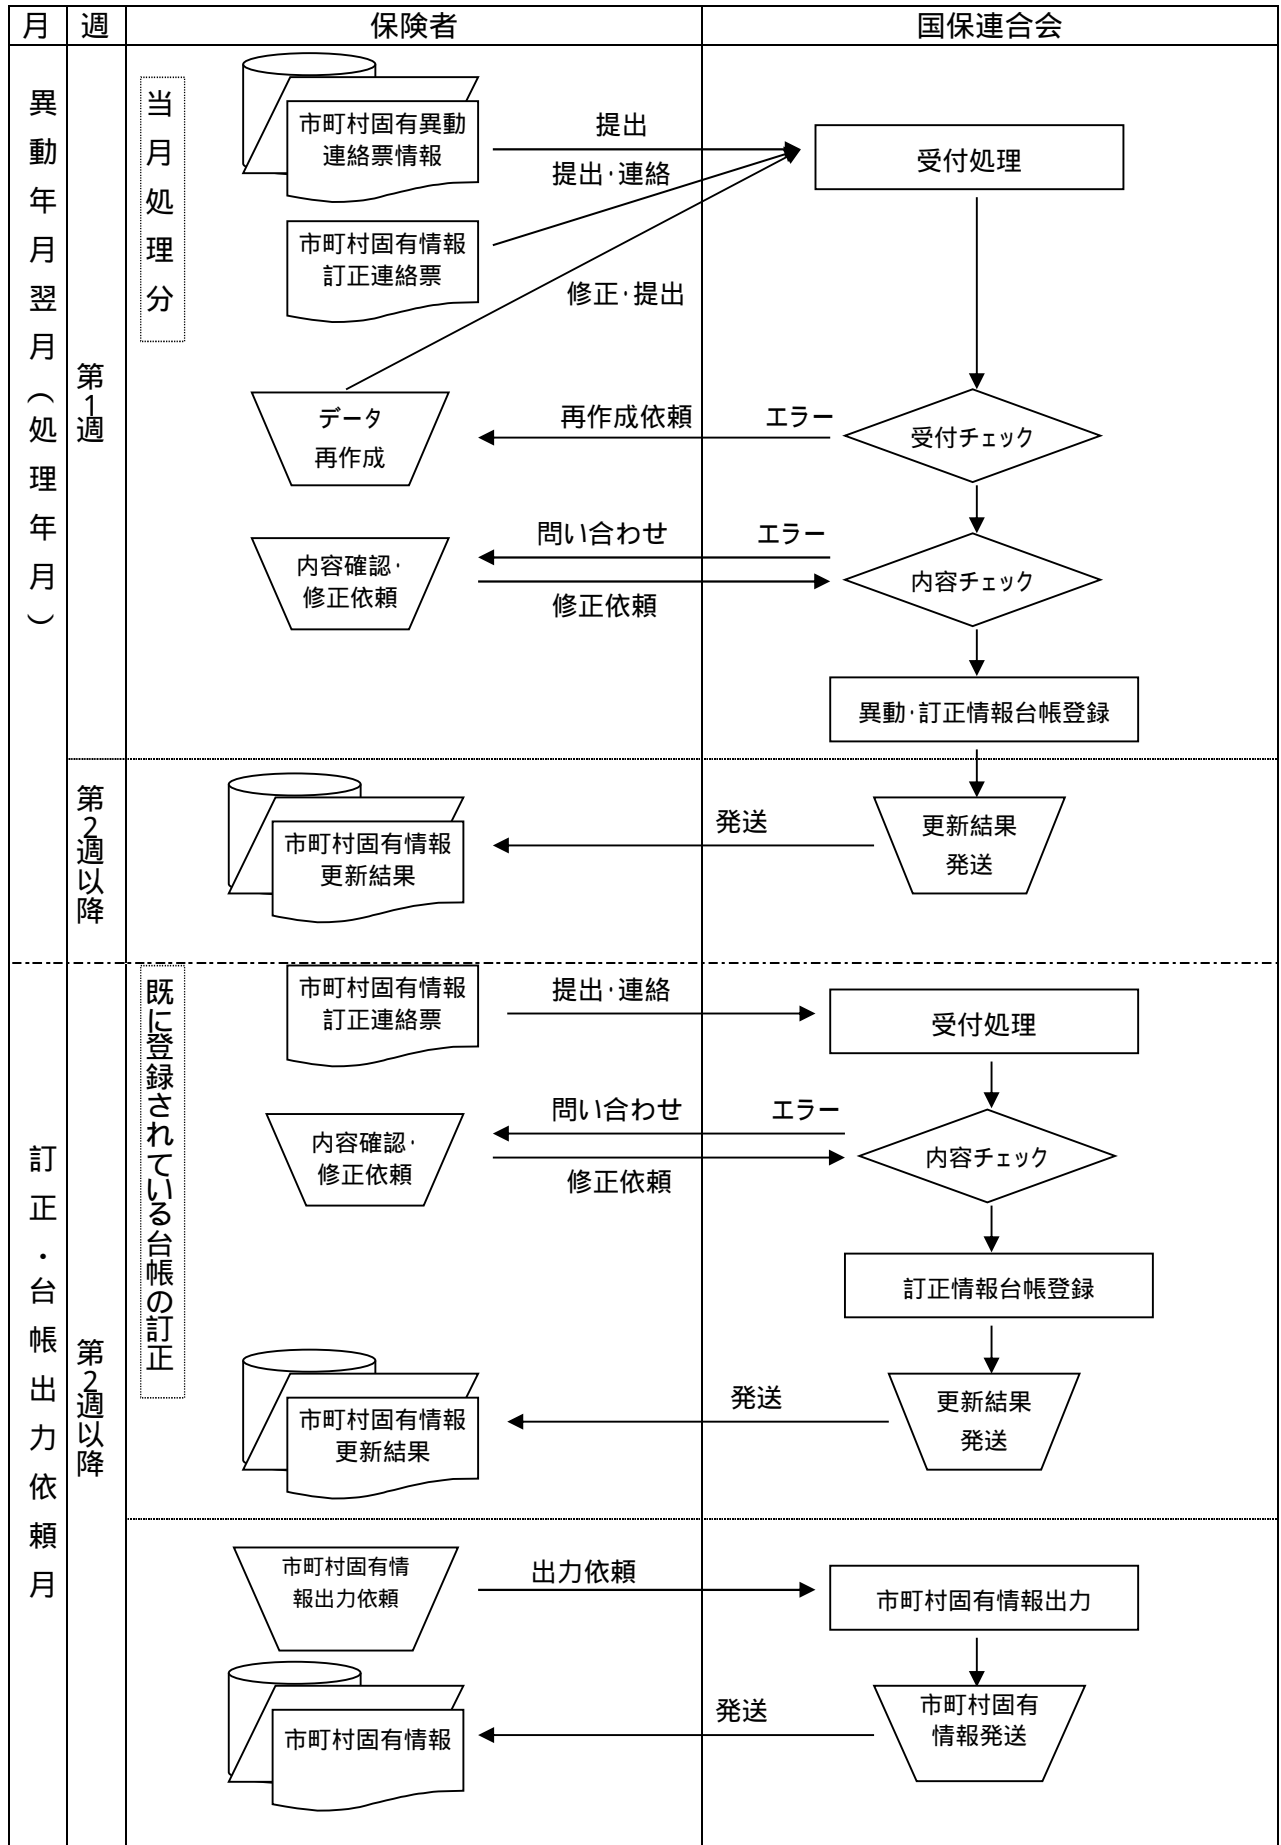 月
週
保険者
国保連合会
異動年月翌月（処理年月）
第1週
当月処理分
市町村固有異動
連絡票情報
提出
提出・連絡
受付処理
市町村固有情報
訂正連絡票
修正・提出
データ
再作成
再作成依頼
エラー
受付チェック
内容確認・
修正依頼
問い合わせ
エラー
修正依頼
内容チェック
異動・訂正情報台帳登録
第2週以降
市町村固有情報
更新結果
発送
更新結果
発送
訂正・台帳出力依頼月
第2週以降
既に登録されている台帳の訂正
市町村固有情報
訂正連絡票
提出・連絡
受付処理
内容確認・
修正依頼
問い合わせ
エラー
修正依頼
内容チェック
訂正情報台帳登録
市町村固有情報
更新結果
発送
更新結果
発送
市町村固有情
報出力依頼
出力依頼
市町村固有情報出力
市町村固有情報
発送
市町村固有
情報発送